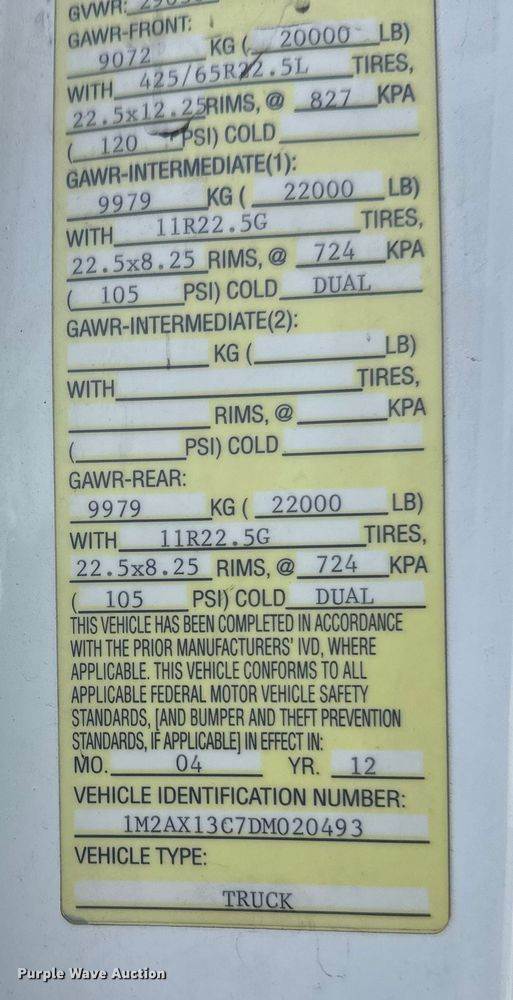 GVWR:
GAWR-FRONT:
9072 KG ( 20000 LB)
WITH 425/65R22.5L TIRES,
22.5x12.25 RIMS, @ 827 KPA
( 120 PSI) COLD
GAWR-INTERMEDIATE(1):
9979 KG ( 22000 LB)
WITH 11R22.5G TIRES,
22.5x8.25 RIMS, @ 724 KPA
( 105 PSI) COLD DUAL
GAWR-INTERMEDIATE(2):
KG ( LB)
WITH TIRES,
RIMS, @ KPA
( PSI) COLD
GAWR-REAR:
9979 KG ( 22000 LB)
WITH 11R22.5G TIRES,
22.5x8.25 RIMS, @ 724 KPA
( 105 PSI) COLD DUAL
THIS VEHICLE HAS BEEN COMPLETED IN ACCORDANCE
WITH THE PRIOR MANUFACTURERS' IVD, WHERE
APPLICABLE. THIS VEHICLE CONFORMS TO ALL
APPLICABLE FEDERAL MOTOR VEHICLE SAFETY
STANDARDS, [AND BUMPER AND THEFT PREVENTION
STANDARDS, IF APPLICABLE] IN EFFECT IN:
MO. 04 YR. 12
VEHICLE IDENTIFICATION NUMBER:
1M2AX13C7DM020493
VEHICLE TYPE:
TRUCK
Purple Wave Auction